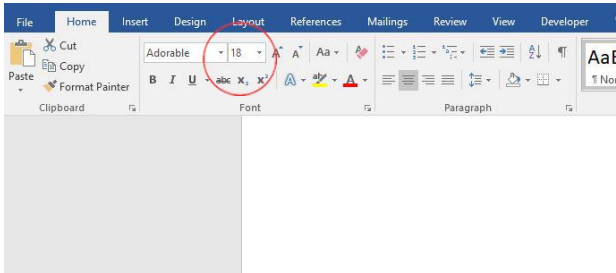 File Home Insert Design Layout References Mailings Review View Developer
Cut
Copy
Paste
Format Painter
Clipboard
Adorable 18 A A Aa
B I U abc X₂ X² A aby A
Font
Paragraph
¶ No